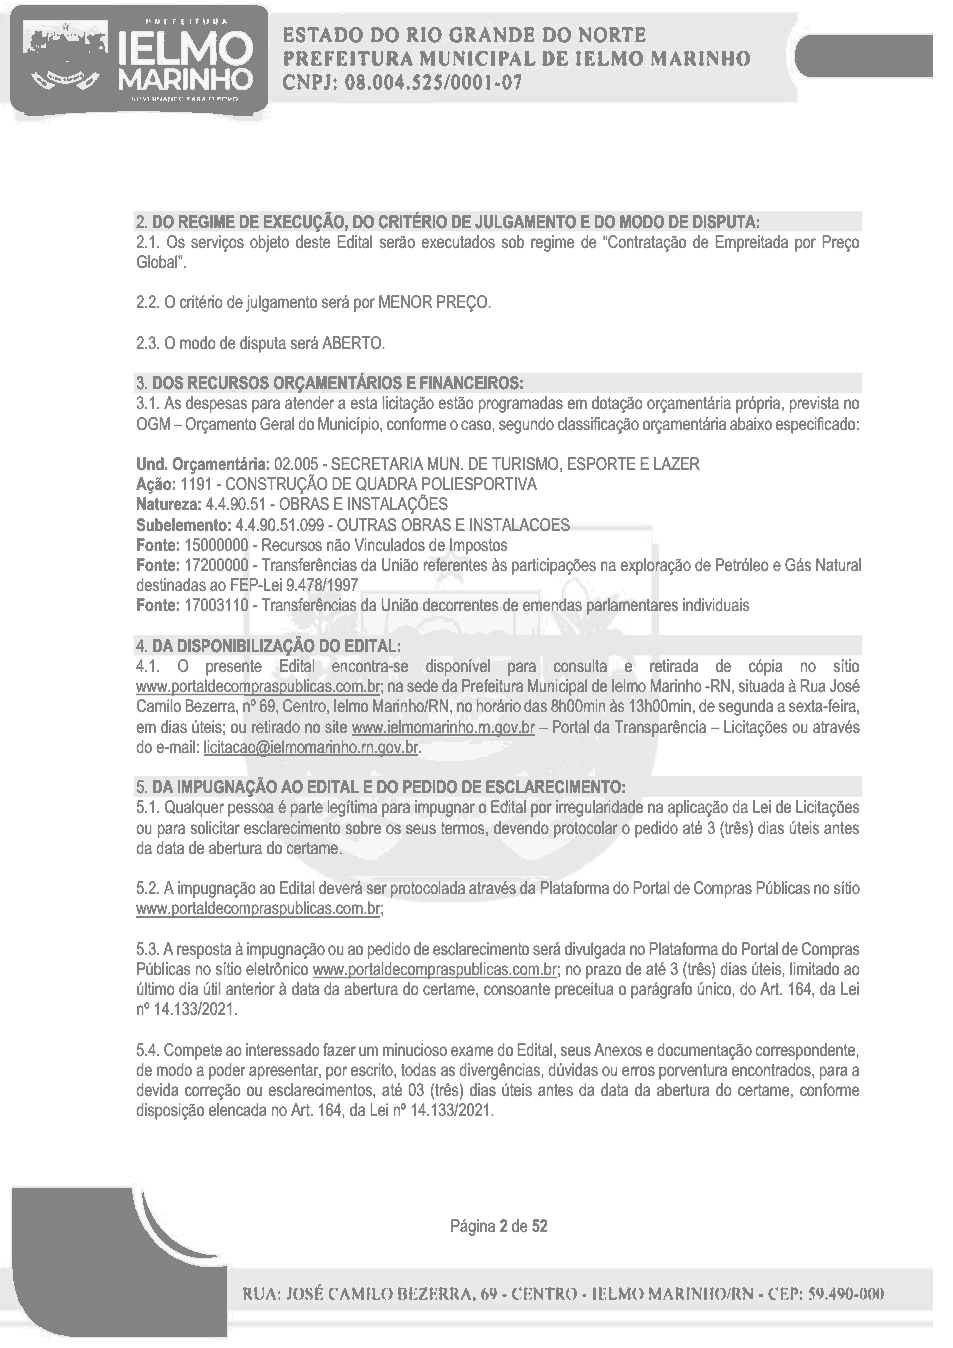 PREFEITURA
IELMO
MARINHO
GOVERNANDO PARA O POVO
ESTADO DO RIO GRANDE DO NORTE
PREFEITURA MUNICIPAL DE IELMO MARINHO
CNPJ: 08.004.525/0001-07
2. DO REGIME DE EXECUÇÃO, DO CRITÉRIO DE JULGAMENTO E DO MODO DE DISPUTA:
2.1. Os serviços objeto deste Edital serão executados sob regime de “Contratação de Empreitada por Preço
Global”.
2.2. O critério de julgamento será por MENOR PREÇO.
2.3. O modo de disputa será ABERTO.
3. DOS RECURSOS ORÇAMENTÁRIOS E FINANCEIROS:
3.1. As despesas para atender a esta licitação estão programadas em dotação orçamentária própria, prevista no
OGM – Orçamento Geral do Município, conforme o caso, segundo classificação orçamentária abaixo especificado:
Und. Orçamentária: 02.005 - SECRETARIA MUN. DE TURISMO, ESPORTE E LAZER
Ação: 1191 - CONSTRUÇÃO DE QUADRA POLIESPORTIVA
Natureza: 4.4.90.51 - OBRAS E INSTALAÇÕES
Subelemento: 4.4.90.51.099 - OUTRAS OBRAS E INSTALACOES
Fonte: 15000000 - Recursos não Vinculados de Impostos
Fonte: 17200000 - Transferências da União referentes às participações na exploração de Petróleo e Gás Natural
destinadas ao FEP-Lei 9.478/1997
Fonte: 17003110 - Transferências da União decorrentes de emendas parlamentares individuais
4. DA DISPONIBILIZAÇÃO DO EDITAL:
4.1. O presente Edital encontra-se disponível para consulta e retirada de cópia no sítio
www.portaldecompraspublicas.com.br; na sede da Prefeitura Municipal de Ielmo Marinho -RN, situada à Rua José
Camilo Bezerra, nº 69, Centro, Ielmo Marinho/RN, no horário das 8h00min às 13h00min, de segunda a sexta-feira,
em dias úteis; ou retirado no site www.ielmomarinho.rn.gov.br – Portal da Transparência – Licitações ou através
do e-mail: licitacao@ielmomarinho.rn.gov.br.
5. DA IMPUGNAÇÃO AO EDITAL E DO PEDIDO DE ESCLARECIMENTO:
5.1. Qualquer pessoa é parte legítima para impugnar o Edital por irregularidade na aplicação da Lei de Licitações
ou para solicitar esclarecimento sobre os seus termos, devendo protocolar o pedido até 3 (três) dias úteis antes
da data de abertura do certame.
5.2. A impugnação ao Edital deverá ser protocolada através da Plataforma do Portal de Compras Públicas no sítio
www.portaldecompraspublicas.com.br;
5.3. A resposta à impugnação ou ao pedido de esclarecimento será divulgada no Plataforma do Portal de Compras
Públicas no sítio eletrônico www.portaldecompraspublicas.com.br; no prazo de até 3 (três) dias úteis, limitado ao
último dia útil anterior à data da abertura do certame, consoante preceitua o parágrafo único, do Art. 164, da Lei
nº 14.133/2021.
5.4. Compete ao interessado fazer um minucioso exame do Edital, seus Anexos e documentação correspondente,
de modo a poder apresentar, por escrito, todas as divergências, dúvidas ou erros porventura encontrados, para a
devida correção ou esclarecimentos, até 03 (três) dias úteis antes da data da abertura do certame, conforme
disposição elencada no Art. 164, da Lei nº 14.133/2021.
Página 2 de 52
RUA: JOSÉ CAMILO BEZERRA, 69 - CENTRO - IELMO MARINHO/RN - CEP: 59.490-000